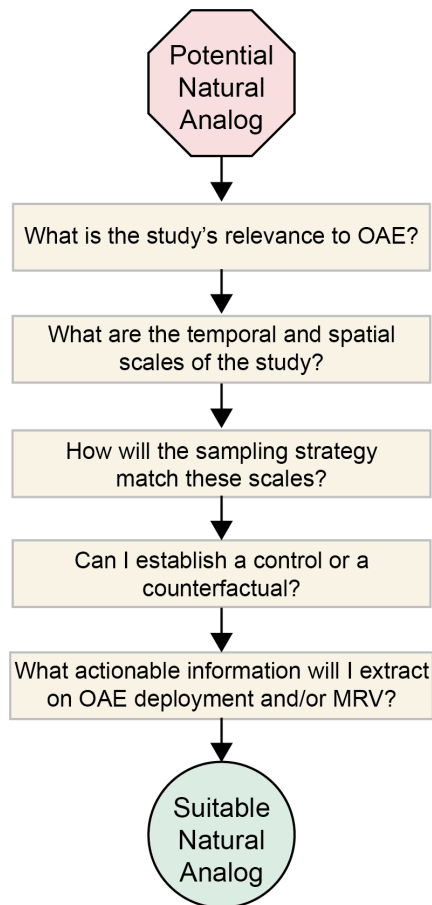 Potential
Natural
Analog
What is the study's relevance to OAE?
What are the temporal and spatial
scales of the study?
How will the sampling strategy
match these scales?
Can I establish a control or a
counterfactual?
What actionable information will I extract
on OAE deployment and/or MRV?
Suitable
Natural
Analog